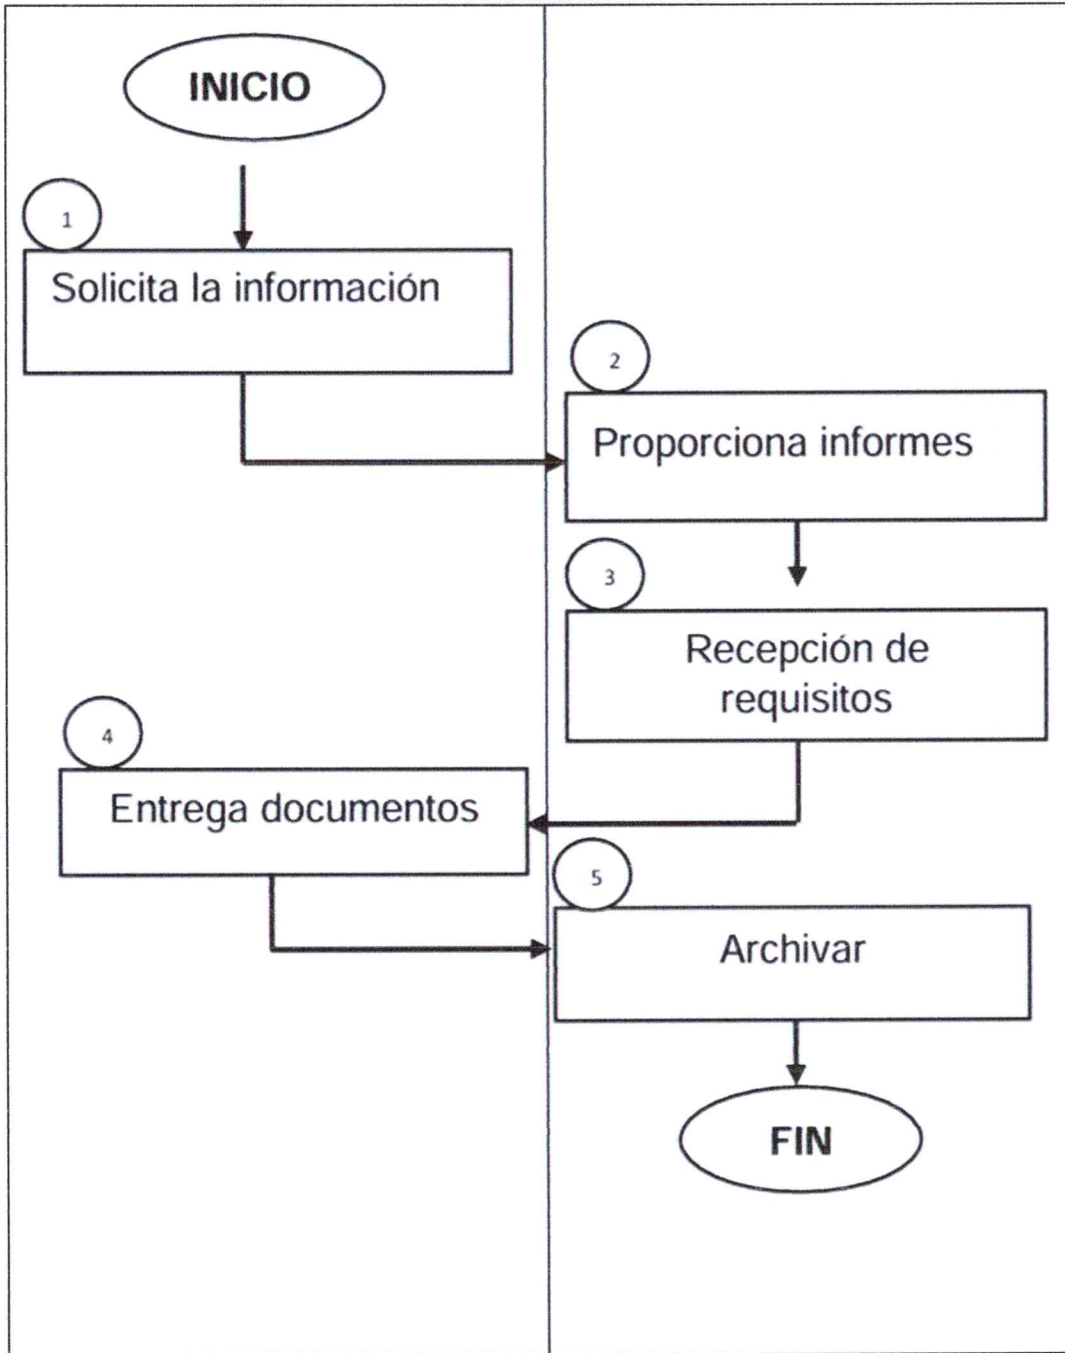 INICIO
1
Solicita la información
2
Proporciona informes
3
Recepción de
requisitos
4
Entrega documentos
5
Archivar
FIN